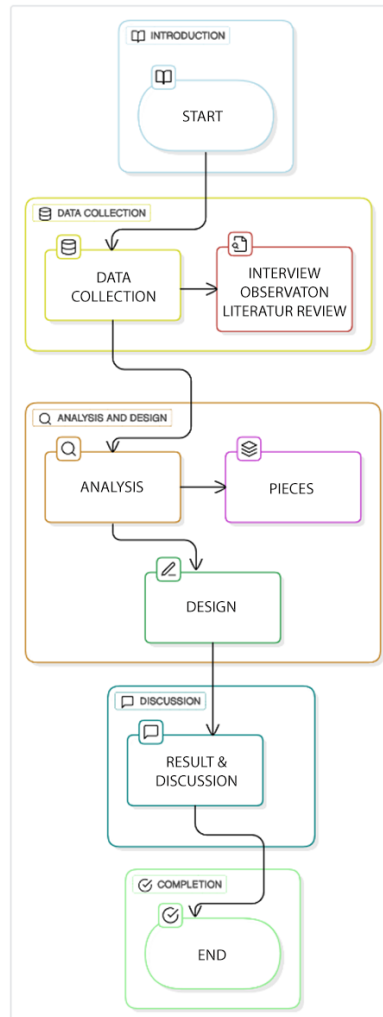 INTRODUCTION
START
DATA COLLECTION
DATA
COLLECTION
INTERVIEW
OBSERVATON
LITERATUR REVIEW
ANALYSIS AND DESIGN
ANALYSIS
PIECES
DESIGN
DISCUSSION
RESULT &
DISCUSSION
COMPLETION
END